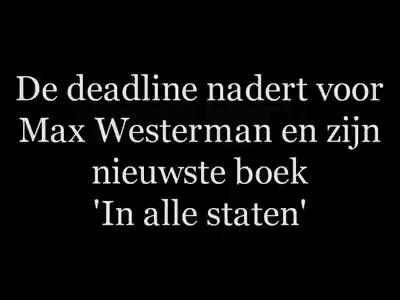 De deadline nadert voor
Max Westerman en zijn
nieuwste boek
'In alle staten'